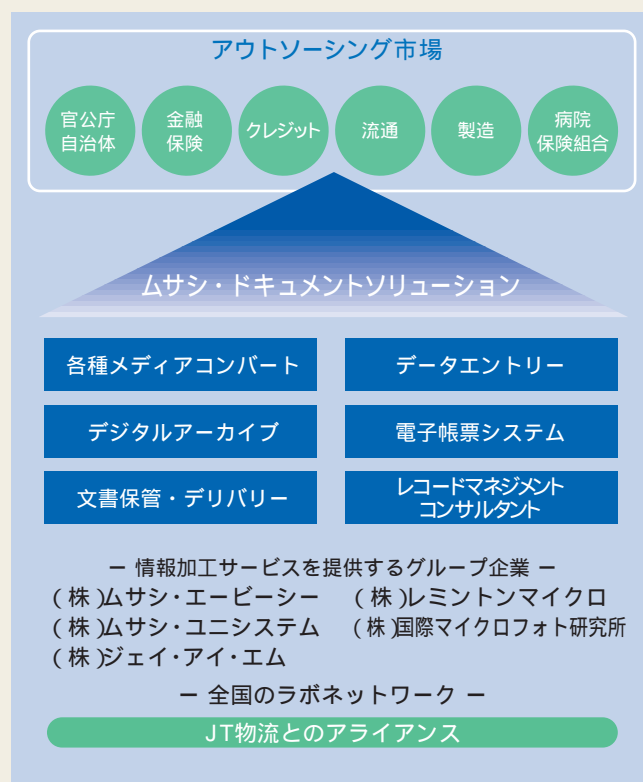 アウトソーシング市場
官公庁
自治体
金融
保険
クレジット
流通
製造
病院
保険組合
ムサシ・ドキュメントソリューション
各種メディアコンバート
データエントリー
デジタルアーカイブ
電子帳票システム
文書保管・デリバリー
レコードマネジメント
コンサルタント
− 情報加工サービスを提供するグループ企業 −
(株)ムサシ・エービーシー (株)レミントンマイクロ
(株)ムサシ・ユニシステム (株)国際マイクロフォト研究所
(株)ジェイ・アイ・エム
− 全国のラボネットワーク −
JT物流とのアライアンス